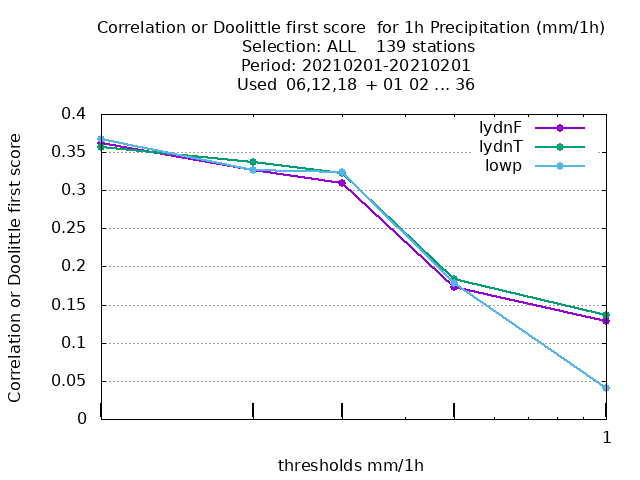 Correlation or Doolittle first score  for 1h Precipitation (mm/1h)
Selection: ALL    139 stations
Period: 20210201-20210201
Used  06,12,18  + 01 02 ... 36
Correlation or Doolittle first score
0.4
0.35
0.3
0.25
0.2
0.15
0.1
0.05
0
lydnF
lydnT
lowp
1
thresholds mm/1h